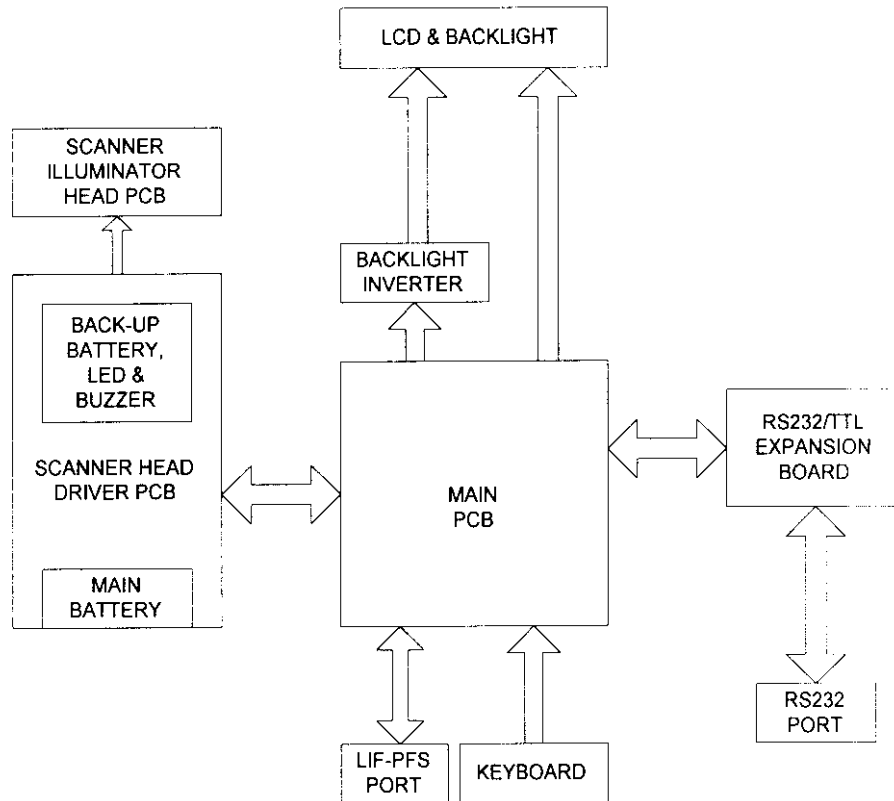 LCD & BACKLIGHT
SCANNER
ILLUMINATOR
HEAD PCB
BACKLIGHT
INVERTER
BACK-UP
BATTERY,
LED &
BUZZER
SCANNER HEAD
DRIVER PCB
MAIN
BATTERY
MAIN
PCB
RS232/TTL
EXPANSION
BOARD
RS232
PORT
LIF-PFS
PORT
KEYBOARD